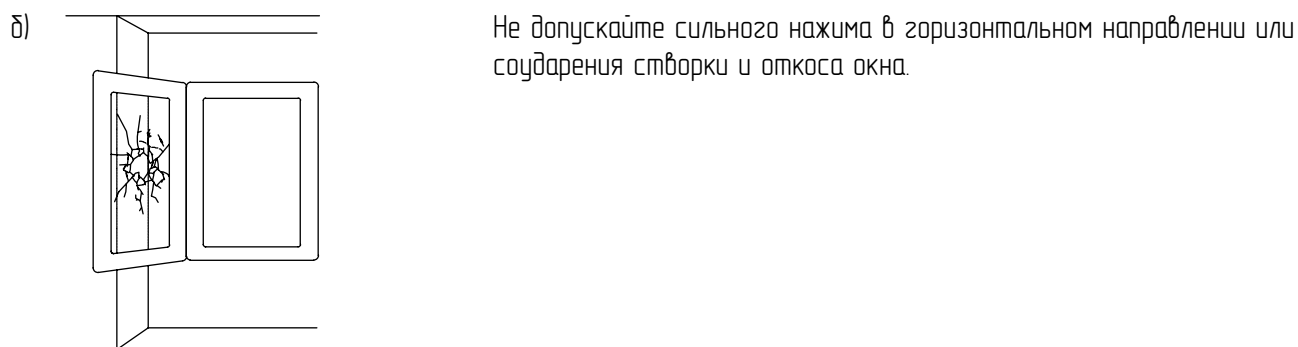 б)
Не допускайте сильного нажима в горизонтальном направлении или
соударения створки и откоса окна.